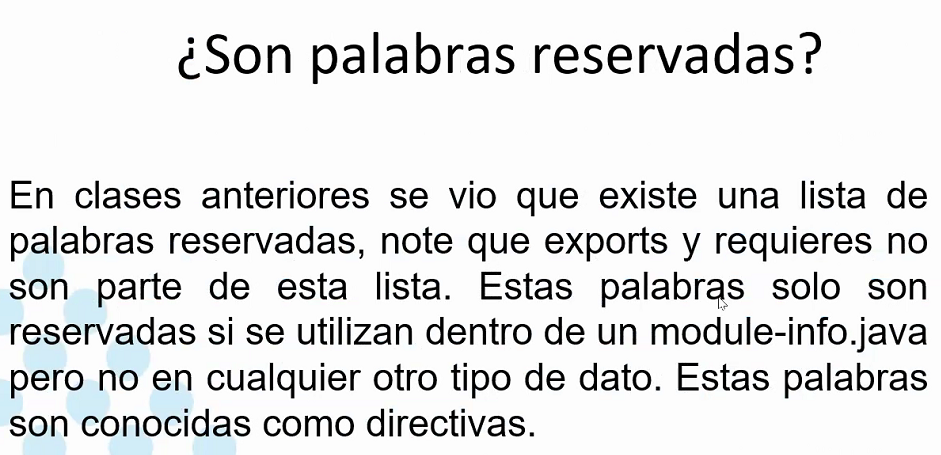 ¿Son palabras reservadas?
En clases anteriores se vio que existe una lista de
palabras reservadas, note que exports y requieres no
son parte de esta lista. Estas palabras solo son
reservadas si se utilizan dentro de un module-info.java
pero no en cualquier otro tipo de dato. Estas palabras
son conocidas como directivas.